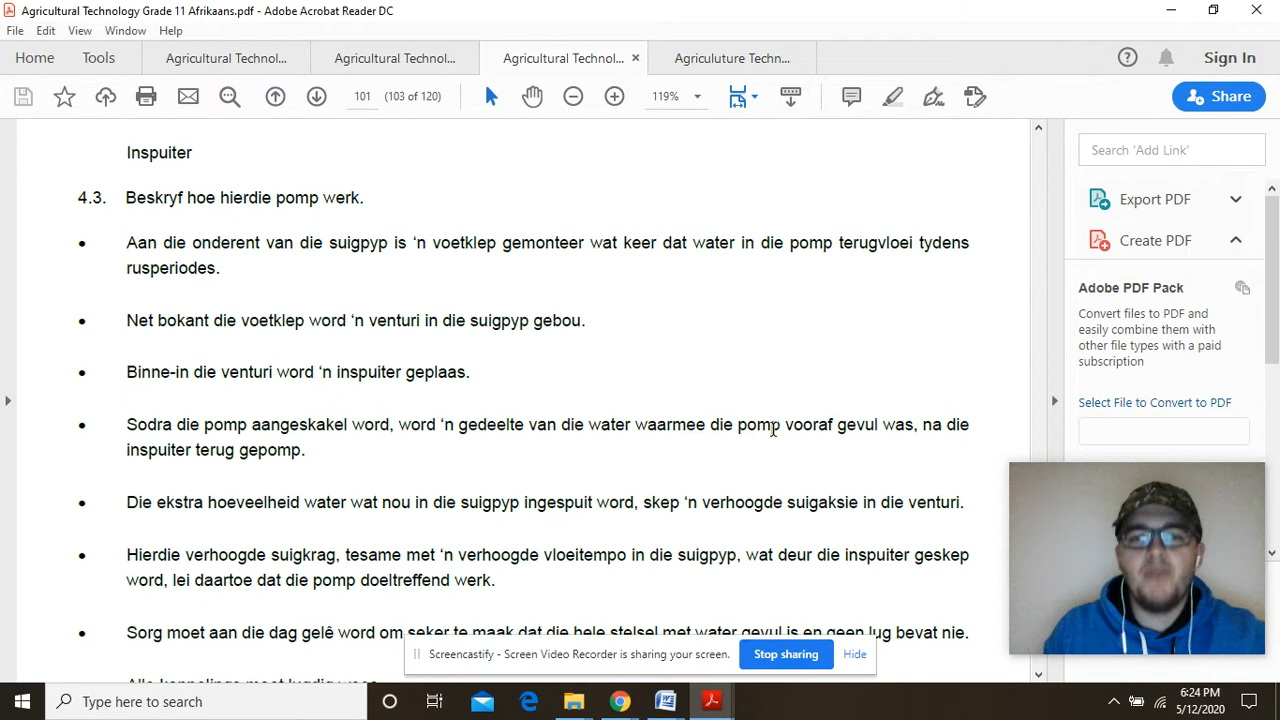 Agricultural Technology Grade 11 Afrikaans.pdf - Adobe Acrobat Reader DC
File Edit View Window Help
Home Tools Agricultural Technol... Agricultural Technol... Agricultural Technol... × Agriculuture Techn... Sign In
101 (103 of 120) 119% Share
Inspuiter
4.3. Beskryf hoe hierdie pomp werk.
• Aan die onderent van die suigpyp is ‘n voetklep gemonteer wat keer dat water in die pomp terugvloei tydens
rusperiodes.
• Net bokant die voetklep word ‘n venturi in die suigpyp gebou.
• Binne-in die venturi word ‘n inspuiter geplaas.
• Sodra die pomp aangeskakel word, word ‘n gedeelte van die water waarmee die pomp vooraf gevul was, na die
inspuiter terug gepomp.
• Die ekstra hoeveelheid water wat nou in die suigpyp ingespuit word, skep ‘n verhoogde suigaksie in die venturi.
• Hierdie verhoogde suigkrag, tesame met ‘n verhoogde vloeitempo in die suigpyp, wat deur die inspuiter geskep
word, lei daartoe dat die pomp doeltreffend werk.
• Sorg moet aan die dag gelê word om seker te maak dat die hele stelsel met water gevul is en geen lug bevat nie.
Search 'Add Link'
Export PDF
Create PDF
Adobe PDF Pack
Convert files to PDF and
easily combine them with
other file types with a paid
subscription
Select File to Convert to PDF
Screencastify - Screen Video Recorder is sharing your screen. Stop sharing Hide
Type here to search
6:24 PM
5/12/2020